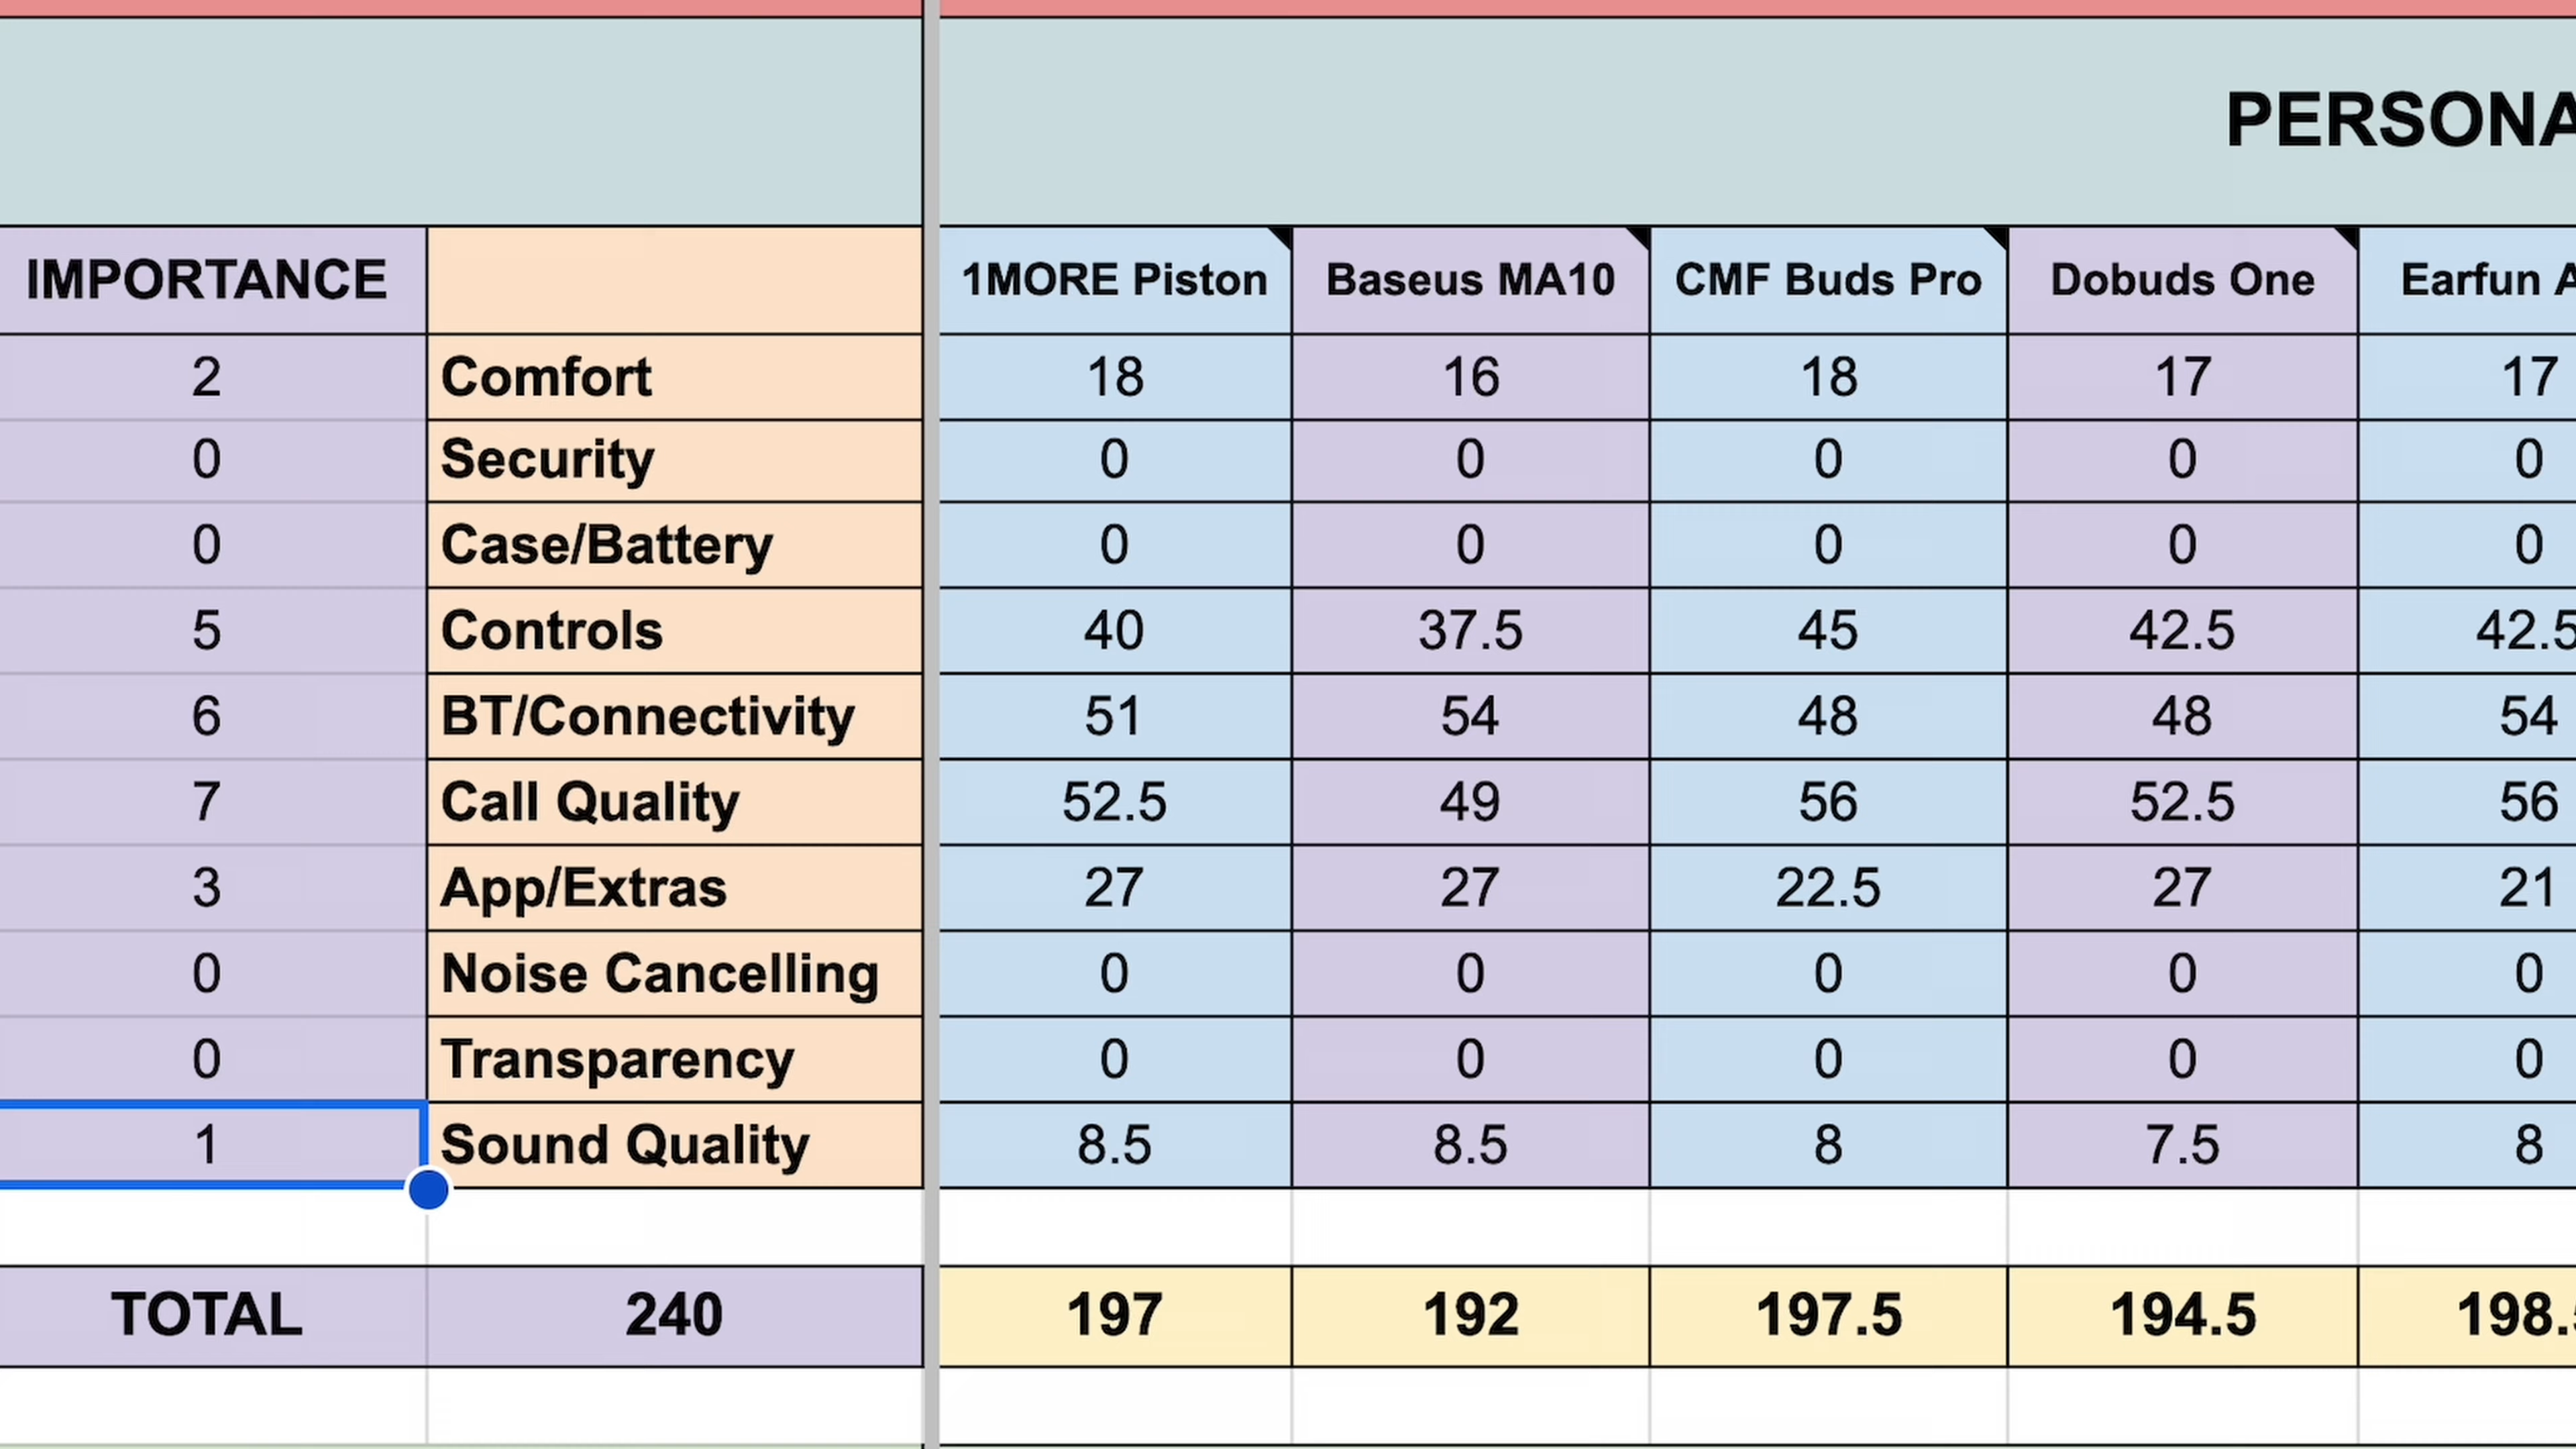 PERSONA
IMPORTANCE 1MORE Piston Baseus MA10 CMF Buds Pro Dobuds One Earfun A
2 Comfort 18 16 18 17 17
0 Security 0 0 0 0 0
0 Case/Battery 0 0 0 0 0
5 Controls 40 37.5 45 42.5 42.5
6 BT/Connectivity 51 54 48 48 54
7 Call Quality 52.5 49 56 52.5 56
3 App/Extras 27 27 22.5 27 21
0 Noise Cancelling 0 0 0 0 0
0 Transparency 0 0 0 0 0
1 Sound Quality 8.5 8.5 8 7.5 8
TOTAL 240 197 192 197.5 194.5 198.5